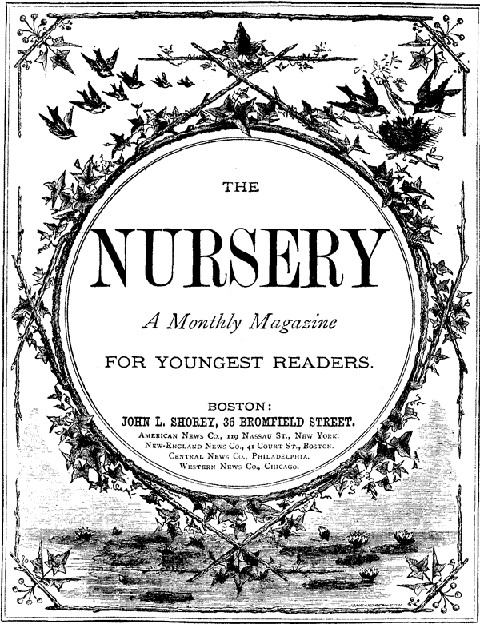 THE
NURSERY
A Monthly Magazine
FOR YOUNGEST READERS.
BOSTON:
JOHN L. SHOREY, 36 BROMFIELD STREET.
AMERICAN NEWS CO., 119 NASSAU ST., NEW YORK.
NEW-ENGLAND NEWS CO., 41 COURT ST., BOSTON.
CENTRAL NEWS CO., PHILADELPHIA.
WESTERN NEWS CO., CHICAGO.